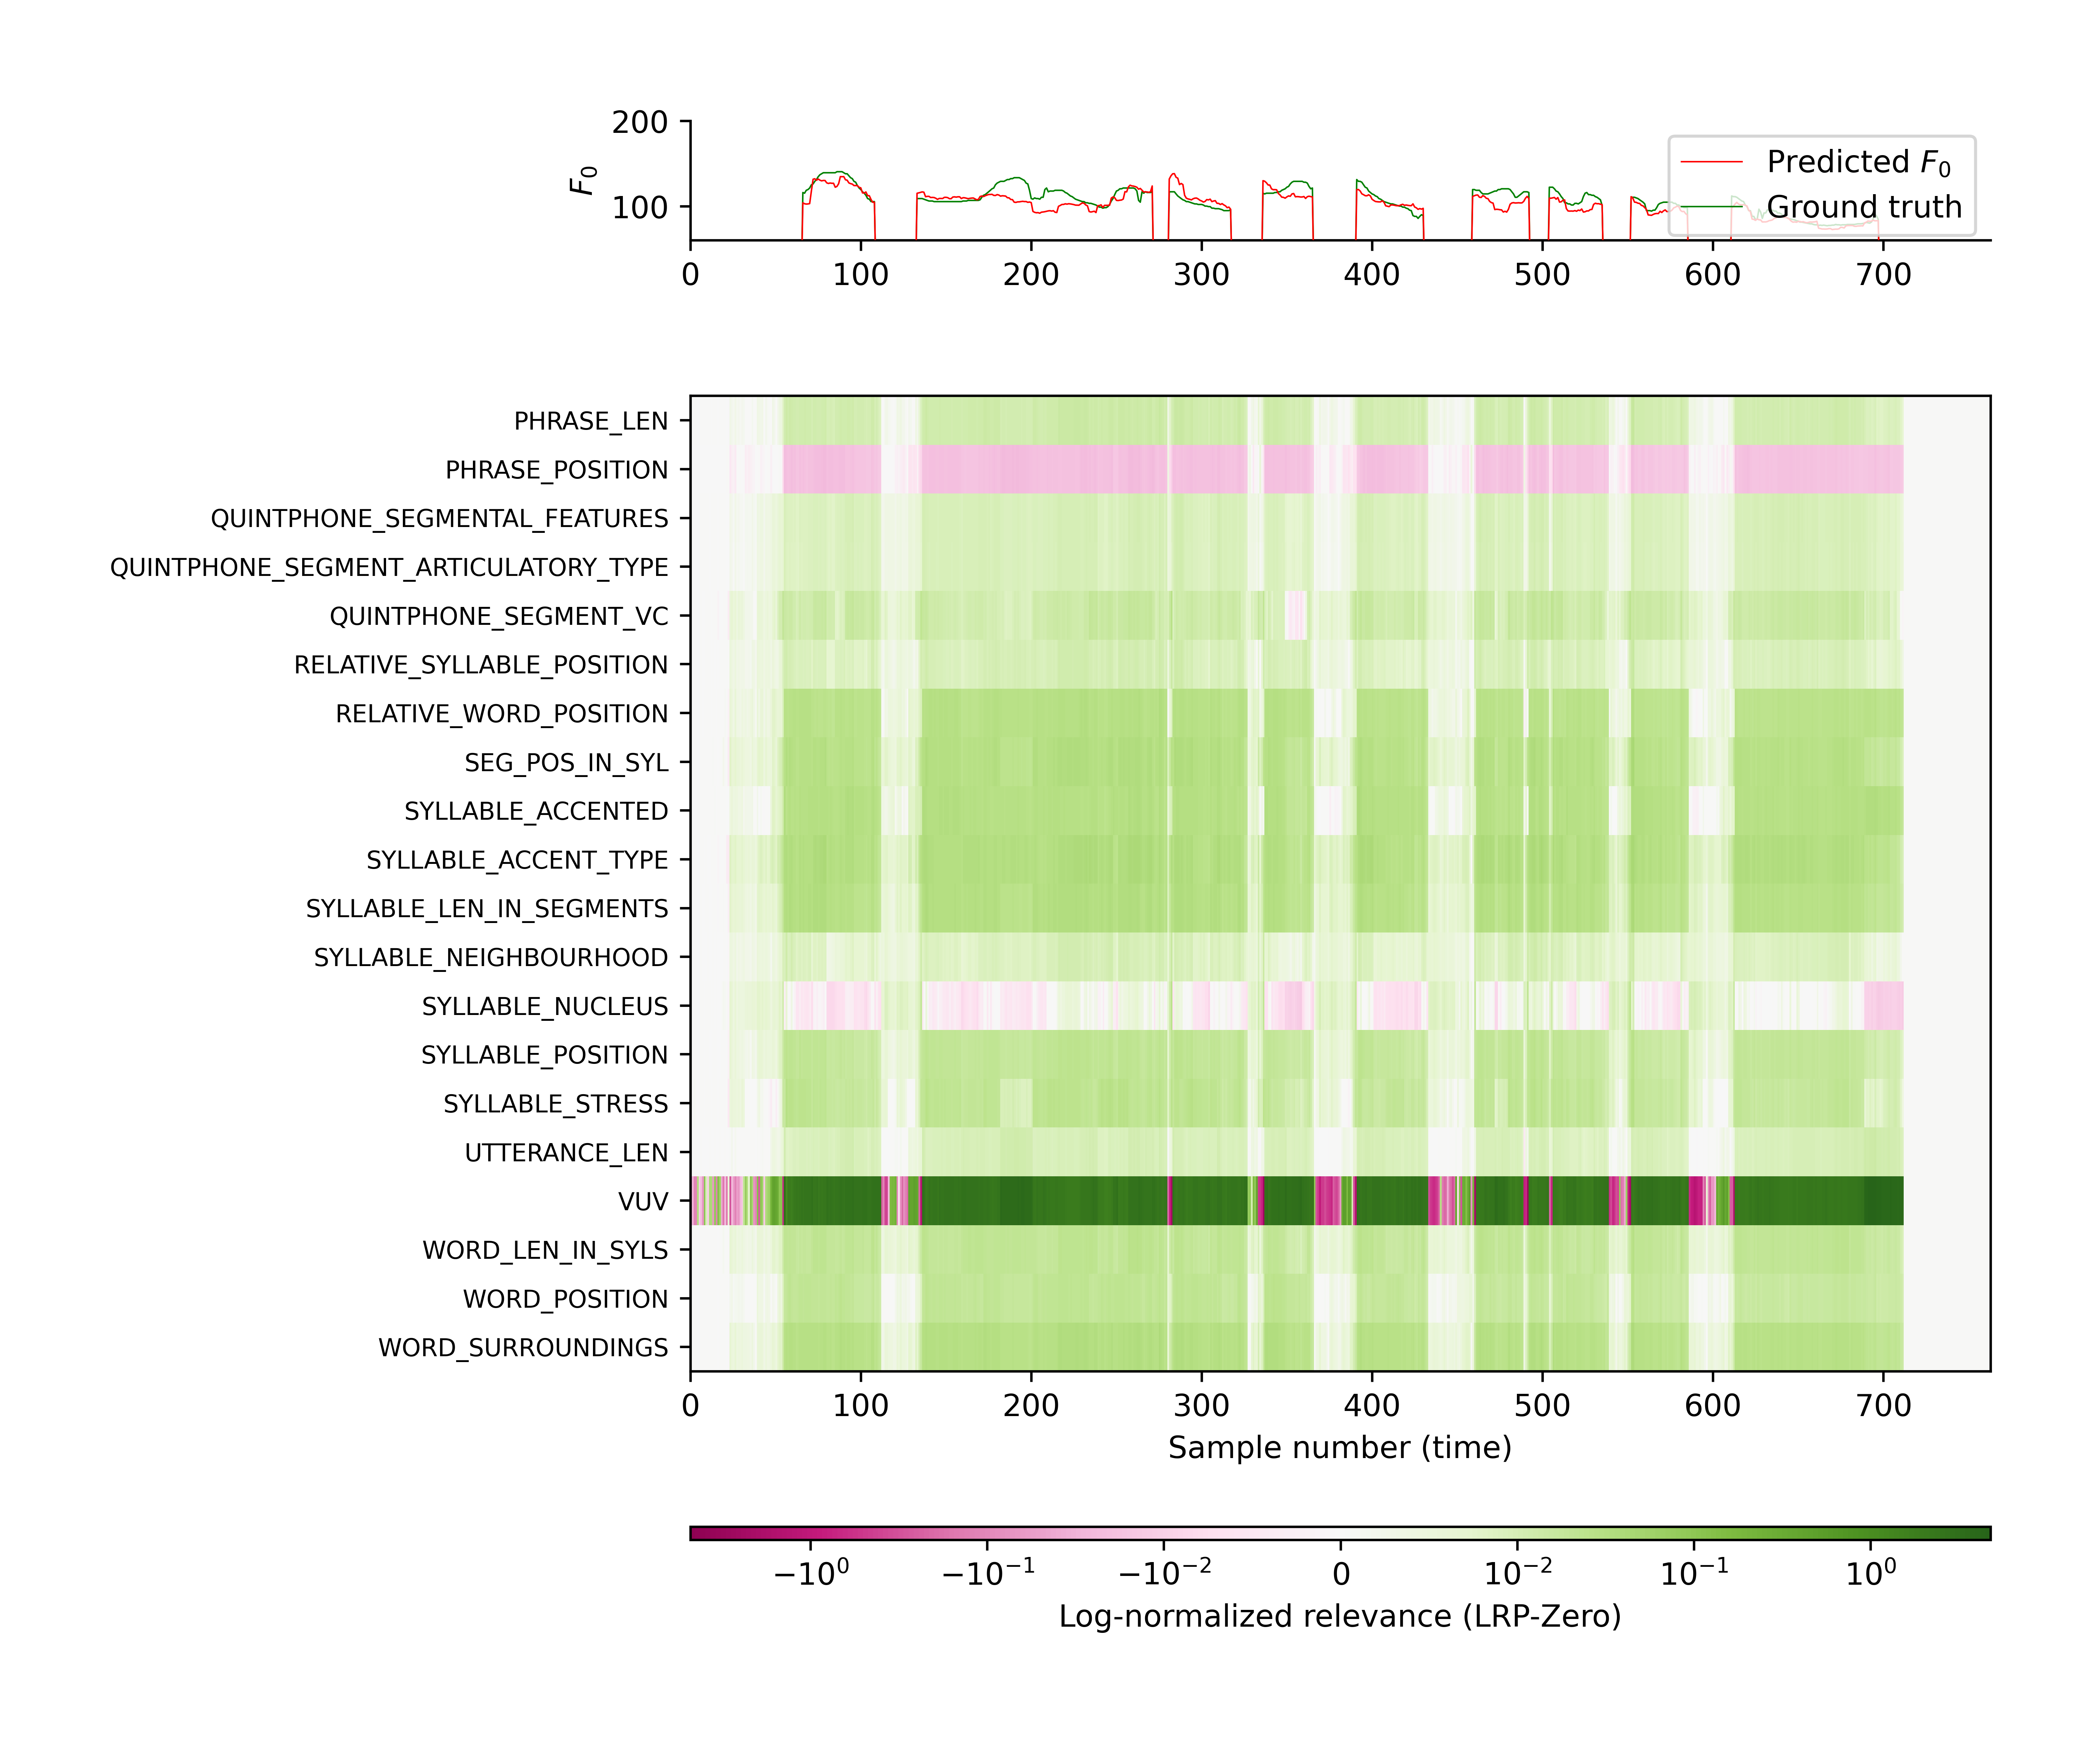 200
100
F0
Predicted F0
Ground truth
0 100 200 300 400 500 600 700
PHRASE_LEN
PHRASE_POSITION
QUINTPHONE_SEGMENTAL_FEATURES
QUINTPHONE_SEGMENT_ARTICULATORY_TYPE
QUINTPHONE_SEGMENT_VC
RELATIVE_SYLLABLE_POSITION
RELATIVE_WORD_POSITION
SEG_POS_IN_SYL
SYLLABLE_ACCENTED
SYLLABLE_ACCENT_TYPE
SYLLABLE_LEN_IN_SEGMENTS
SYLLABLE_NEIGHBOURHOOD
SYLLABLE_NUCLEUS
SYLLABLE_POSITION
SYLLABLE_STRESS
UTTERANCE_LEN
VUV
WORD_LEN_IN_SYLS
WORD_POSITION
WORD_SURROUNDINGS
0 100 200 300 400 500 600 700
Sample number (time)
−10⁰ −10⁻¹ −10⁻² 0 10⁻² 10⁻¹ 10⁰
Log-normalized relevance (LRP-Zero)